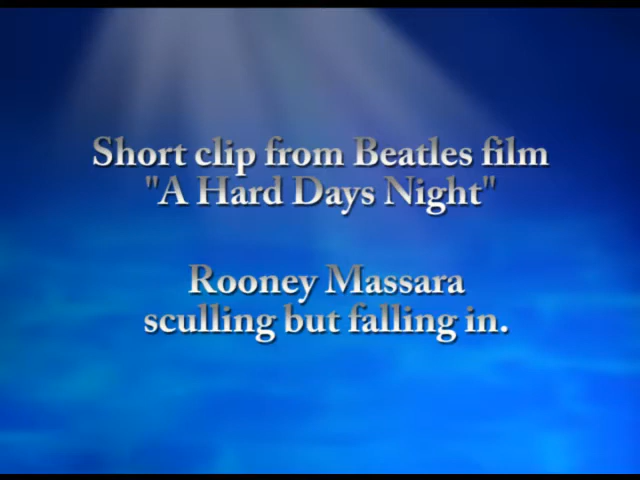 Short clip from Beatles film
"A Hard Days Night"
Rooney Massara
sculling but falling in.